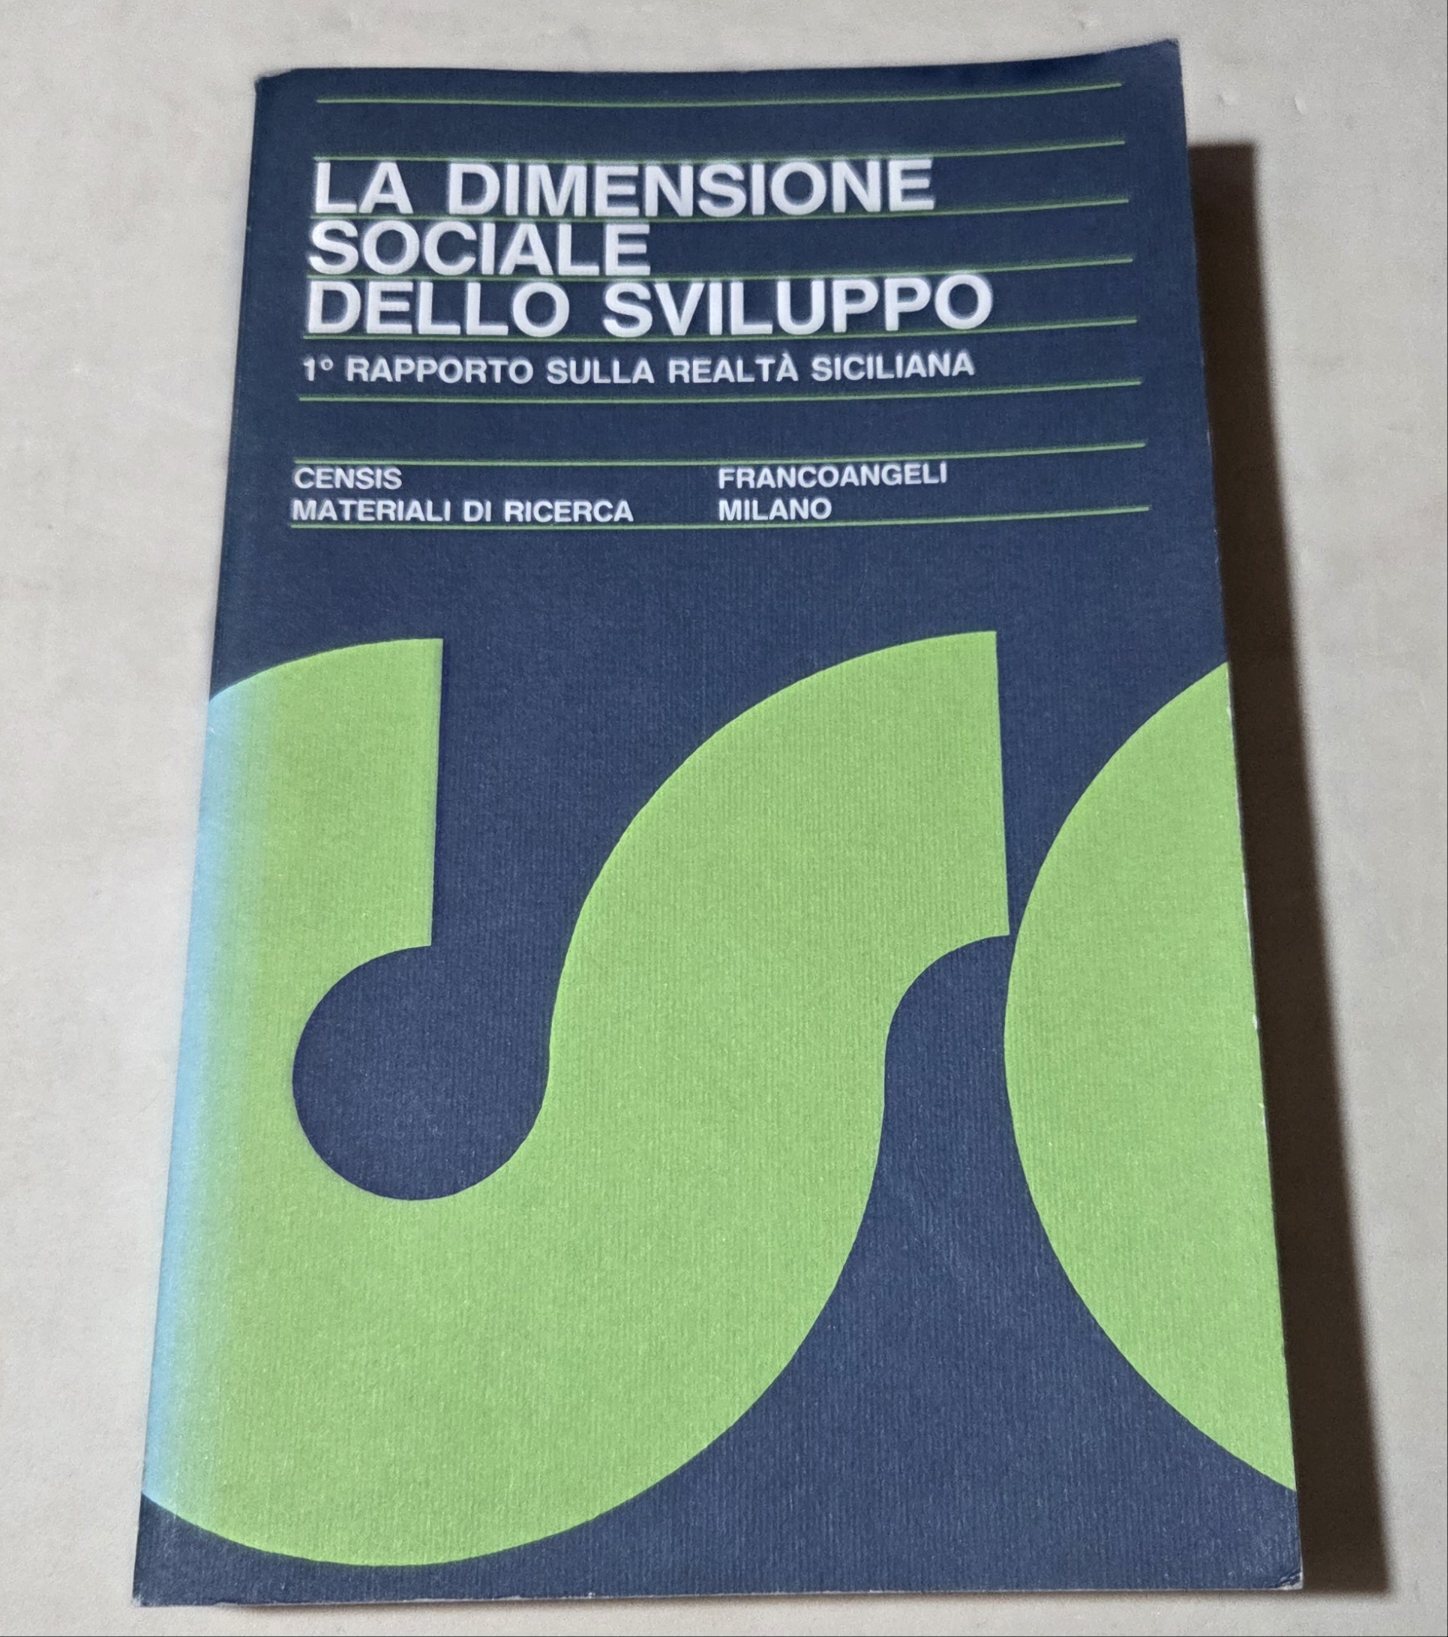 LA DIMENSIONE
SOCIALE
DELLO SVILUPPO
1° RAPPORTO SULLA REALTÀ SICILIANA
CENSIS
MATERIALI DI RICERCA
FRANCOANGELI
MILANO